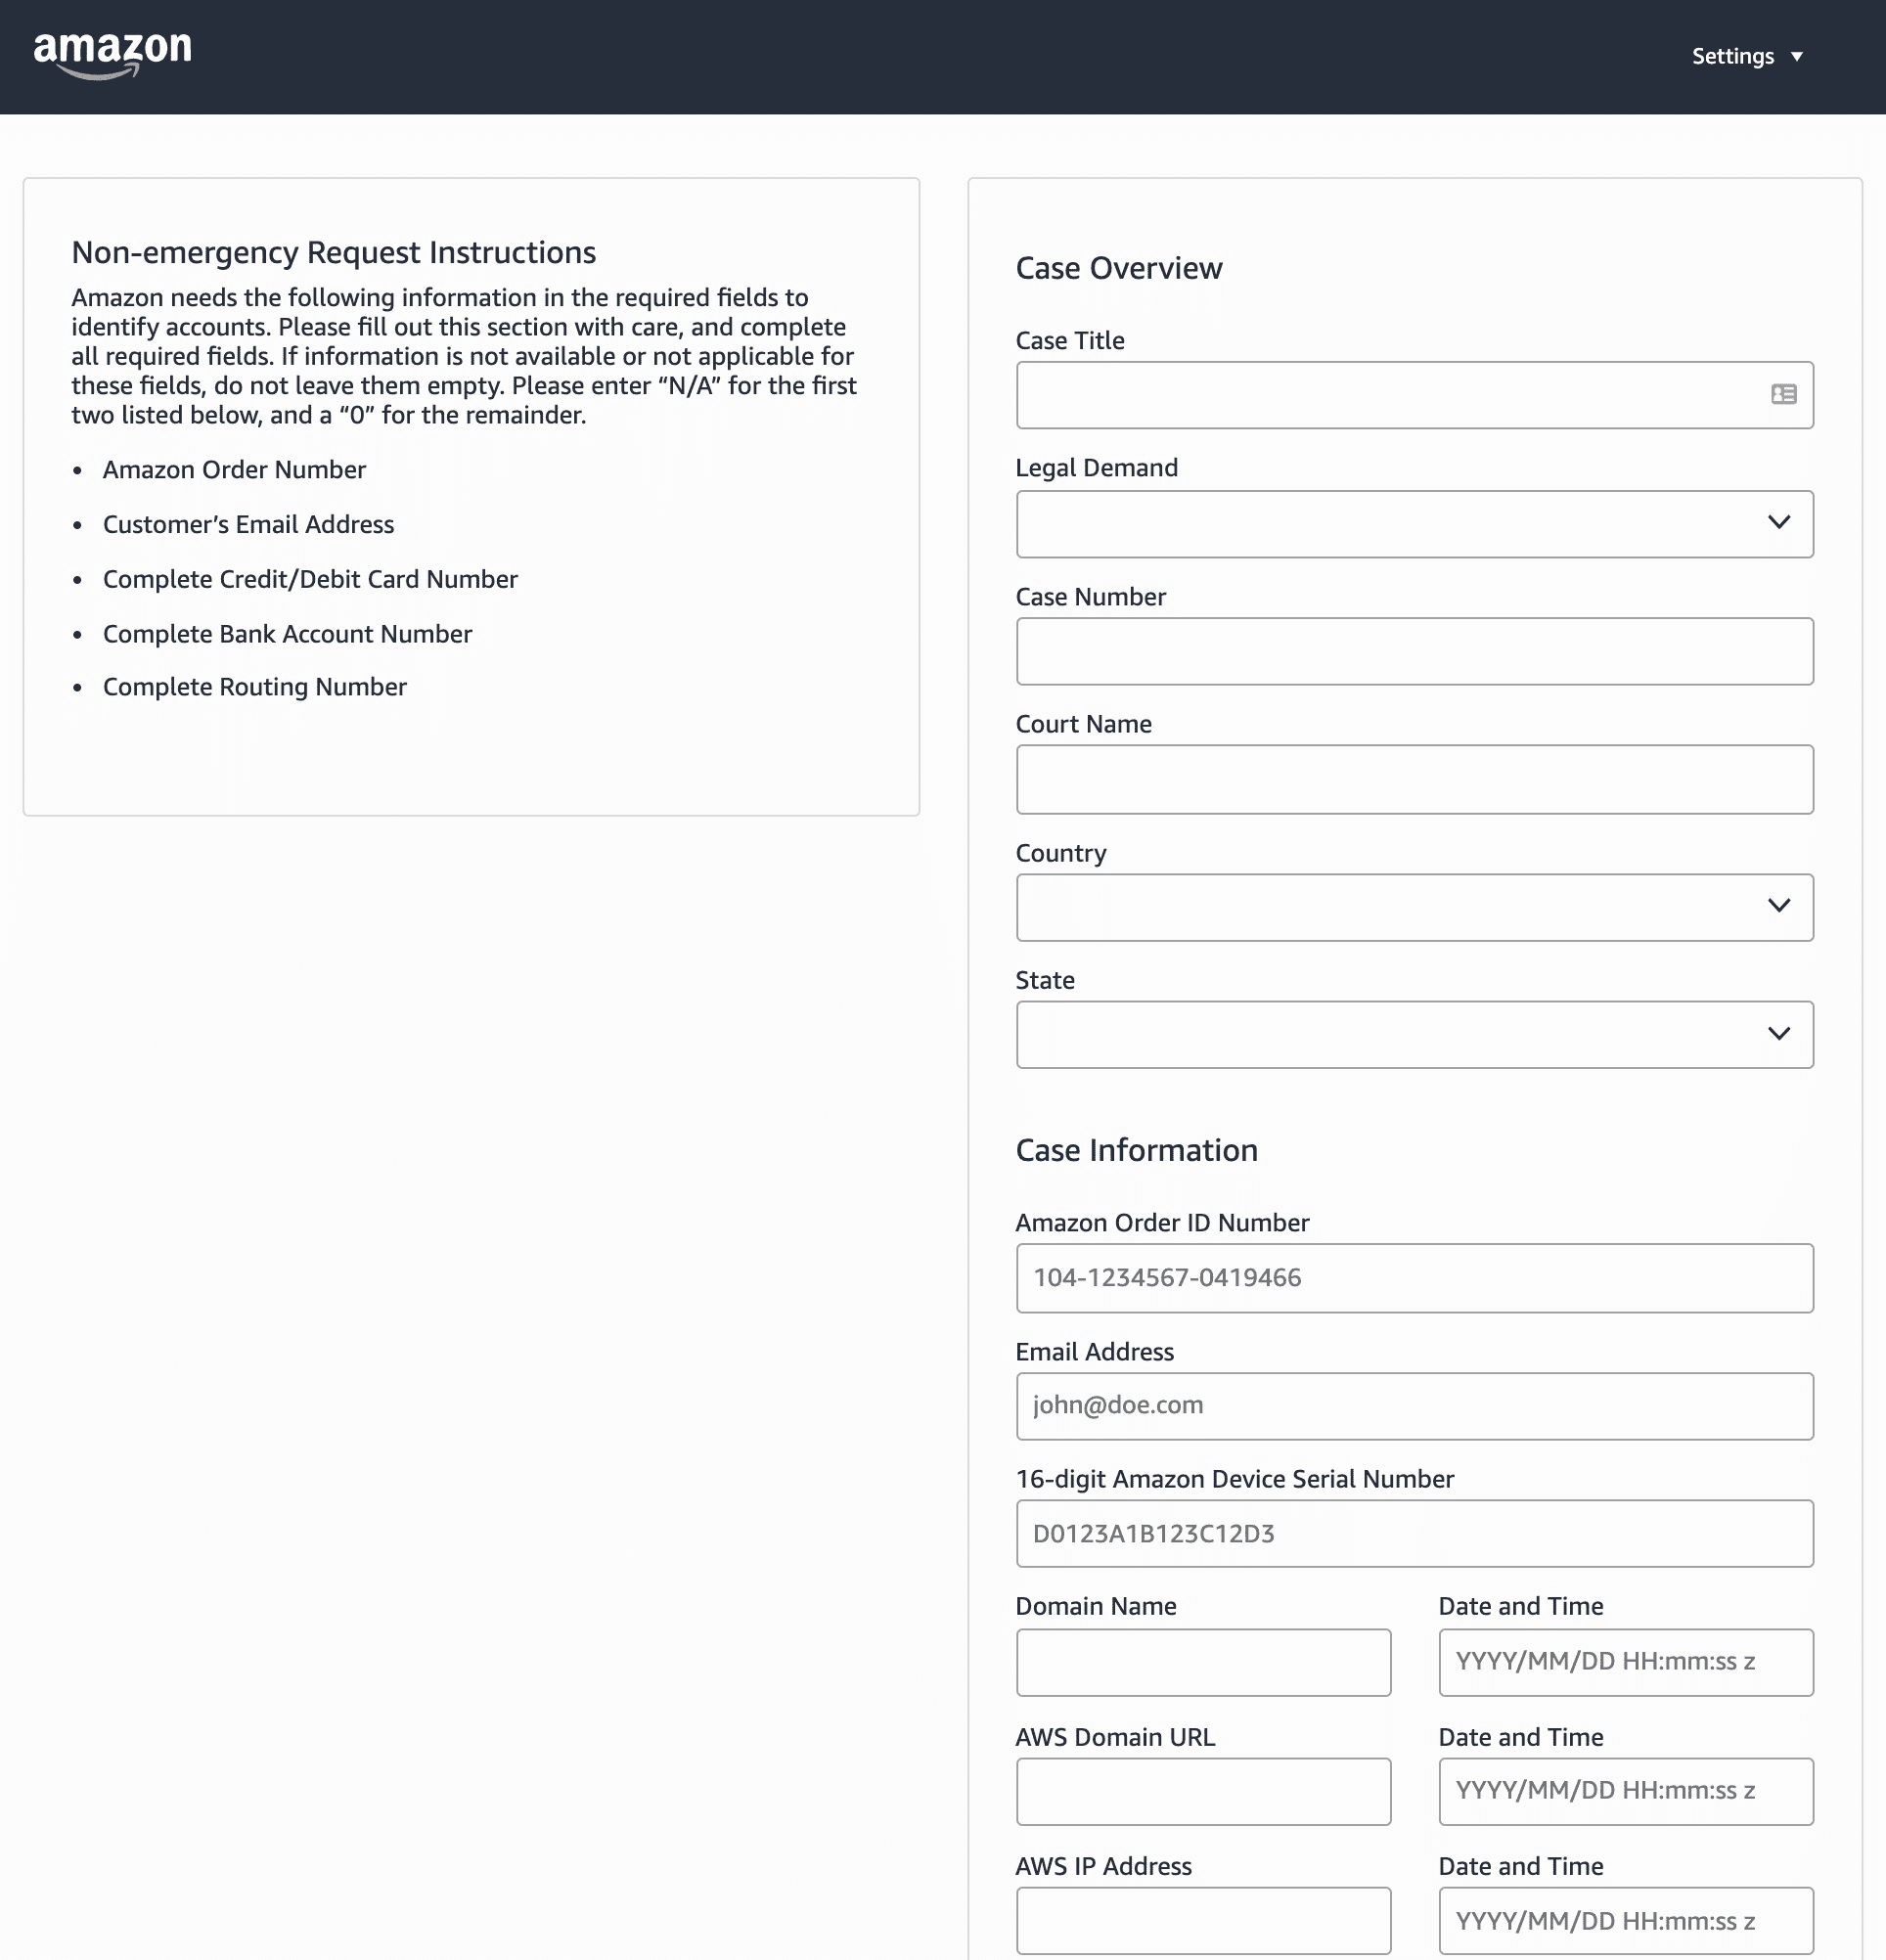 amazon
Settings
Non-emergency Request Instructions
Amazon needs the following information in the required fields to
identify accounts. Please fill out this section with care, and complete
all required fields. If information is not available or not applicable for
these fields, do not leave them empty. Please enter “N/A” for the first
two listed below, and a “0” for the remainder.
• Amazon Order Number
• Customer’s Email Address
• Complete Credit/Debit Card Number
• Complete Bank Account Number
• Complete Routing Number
Case Overview
Case Title
Legal Demand
Case Number
Court Name
Country
State
Case Information
Amazon Order ID Number
104-1234567-0419466
Email Address
john@doe.com
16-digit Amazon Device Serial Number
D0123A1B123C12D3
Domain Name
Date and Time
YYYY/MM/DD HH:mm:ss z
AWS Domain URL
Date and Time
YYYY/MM/DD HH:mm:ss z
AWS IP Address
Date and Time
YYYY/MM/DD HH:mm:ss z